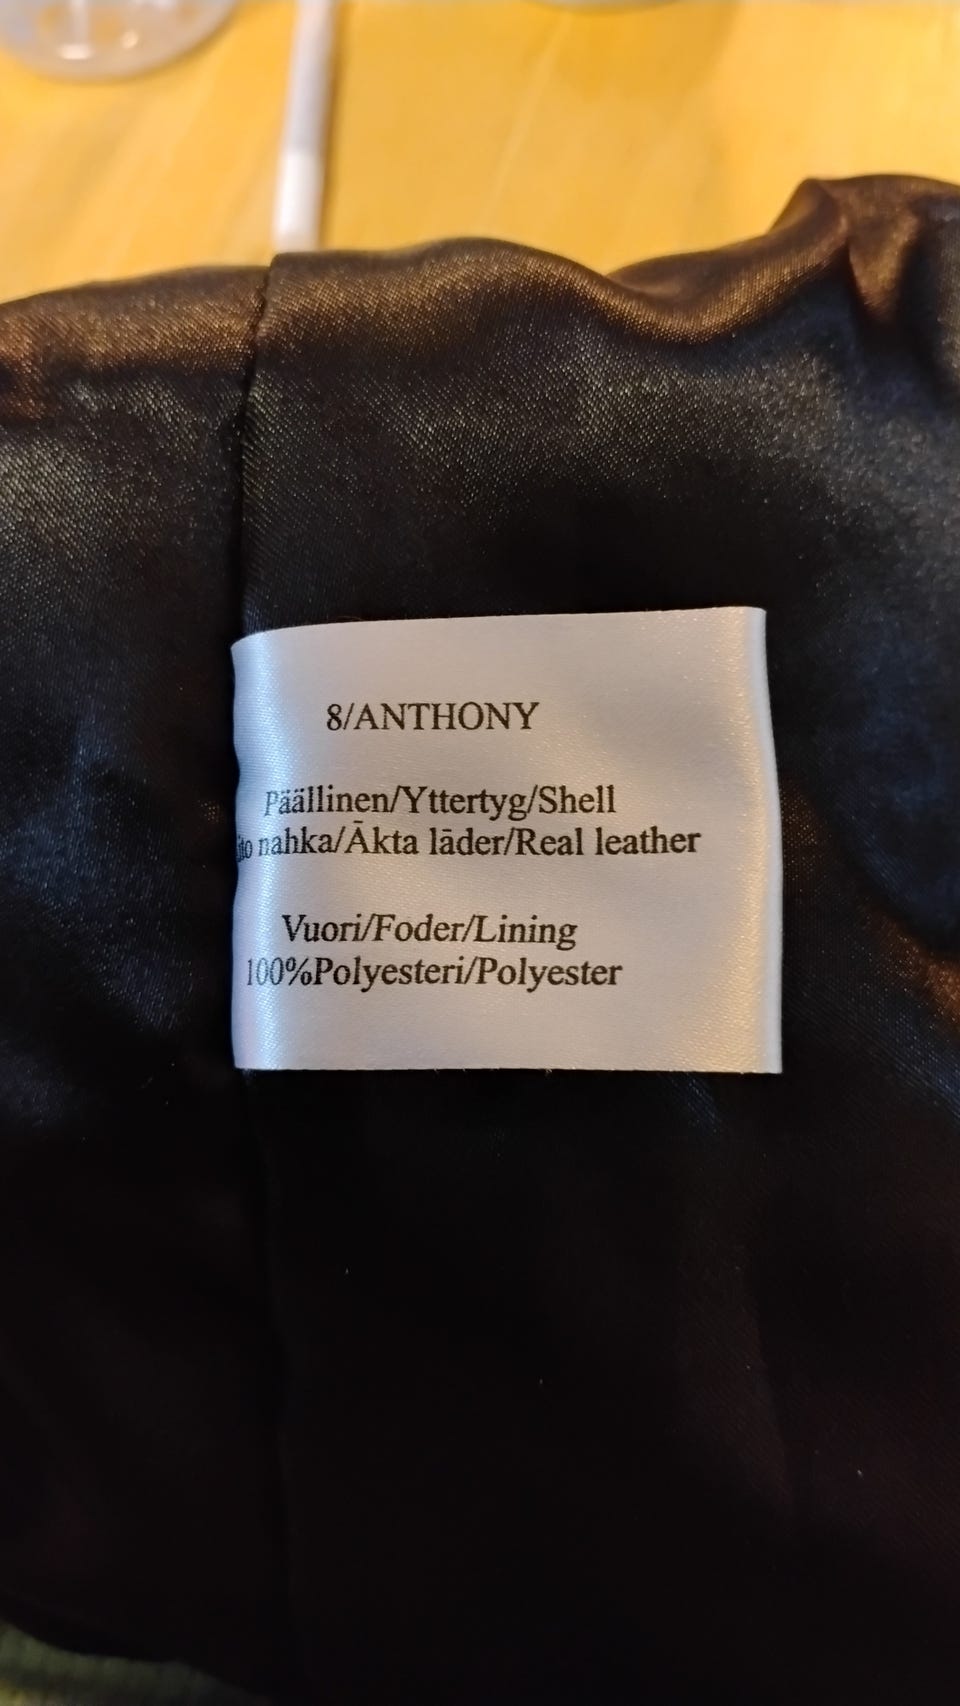 8/ANTHONY
Päällinen/Yttertyg/Shell
nahka/Äkta läder/Real leather
Vuori/Foder/Lining
100%Polyesteri/Polyester